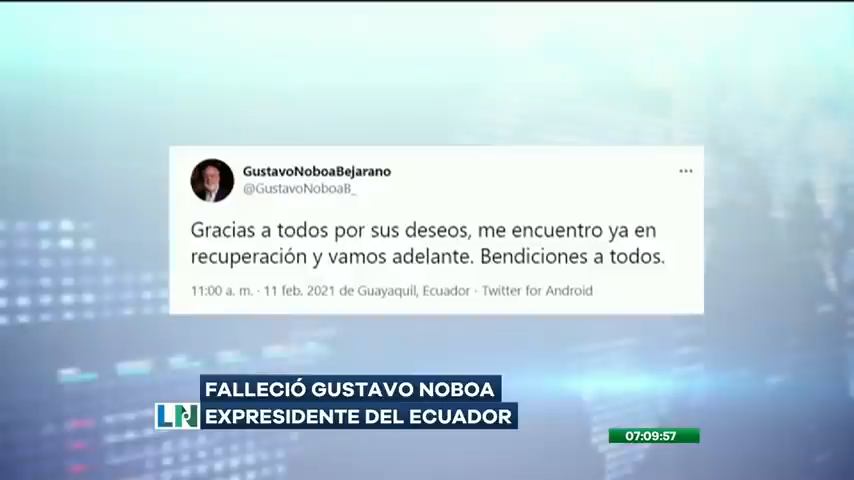 GustavoNoboaBejarano
@GustavoNoboaB_
Gracias a todos por sus deseos, me encuentro ya en
recuperación y vamos adelante. Bendiciones a todos.
11:00 a. m. · 11 feb. 2021 de Guayaquil, Ecuador · Twitter for Android
FALLECIÓ GUSTAVO NOBOA
LN EXPRESIDENTE DEL ECUADOR
07:09:57